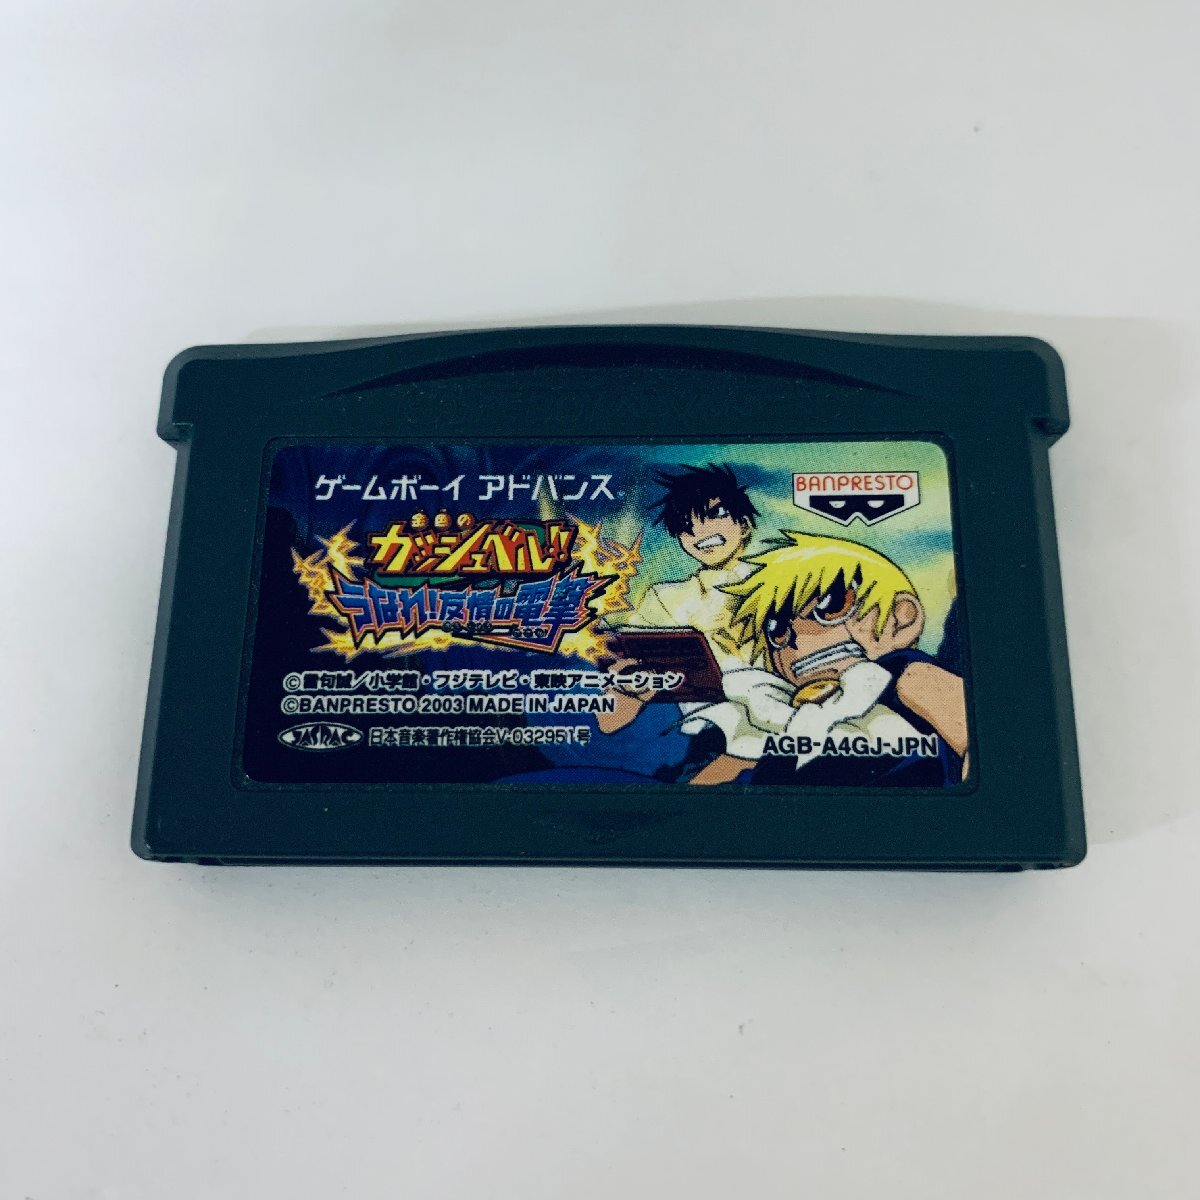 ゲームボーイ アドバンス
BANPRESTO
金色の
ガッシュベル!!
うなれ!友情の電撃
©雷句誠/小学館・フジテレビ・東映アニメーション
©BANPRESTO 2003 MADE IN JAPAN
JASRAC 日本音楽著作権協会V-032951号
AGB-A4GJ-JPN